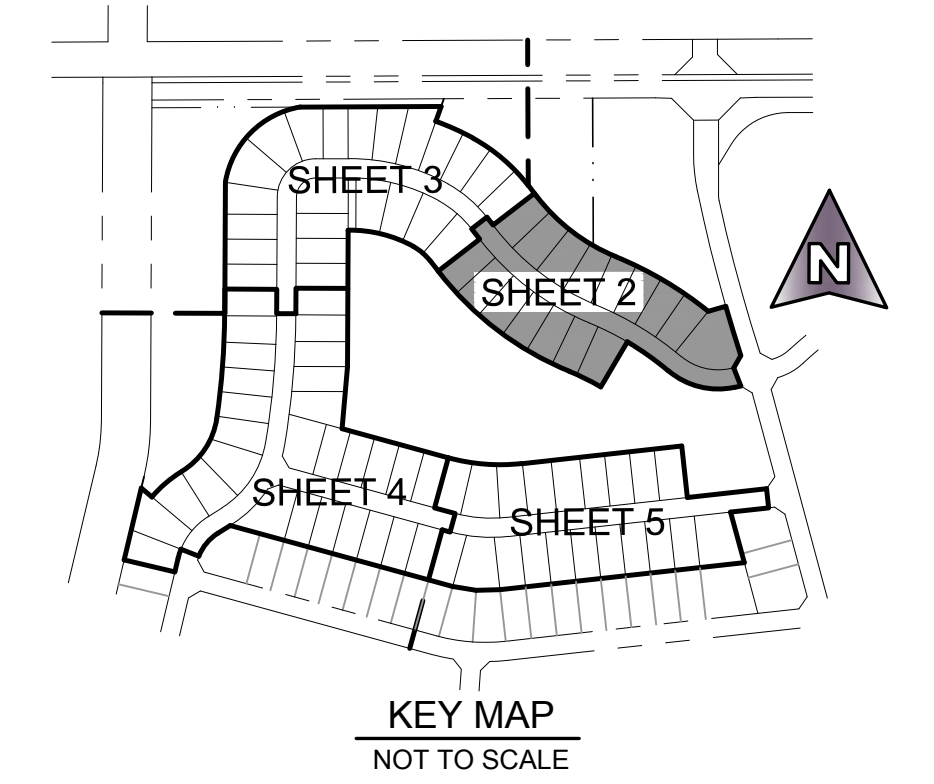 SHEET 3
N
SHEET 2
SHEET 4
SHEET 5
KEY MAP
NOT TO SCALE